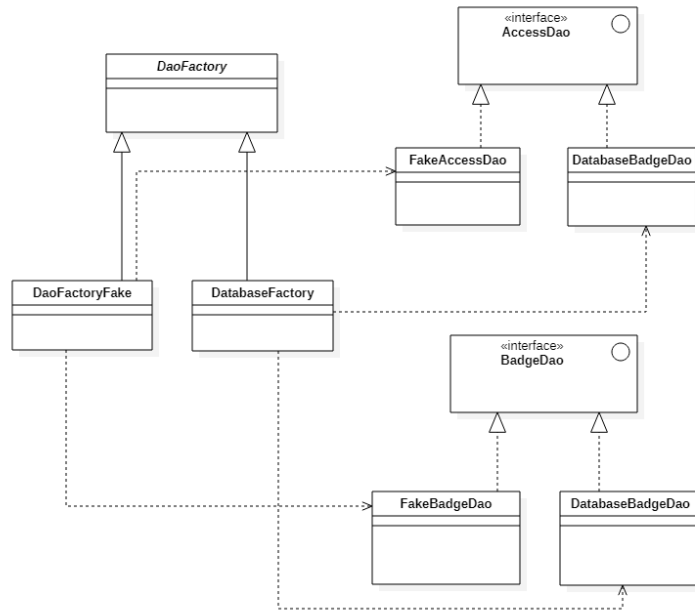 «interface»
AccessDao
DaoFactory
FakeAccessDao
DatabaseBadgeDao
DaoFactoryFake
DatabaseFactory
«interface»
BadgeDao
FakeBadgeDao
DatabaseBadgeDao